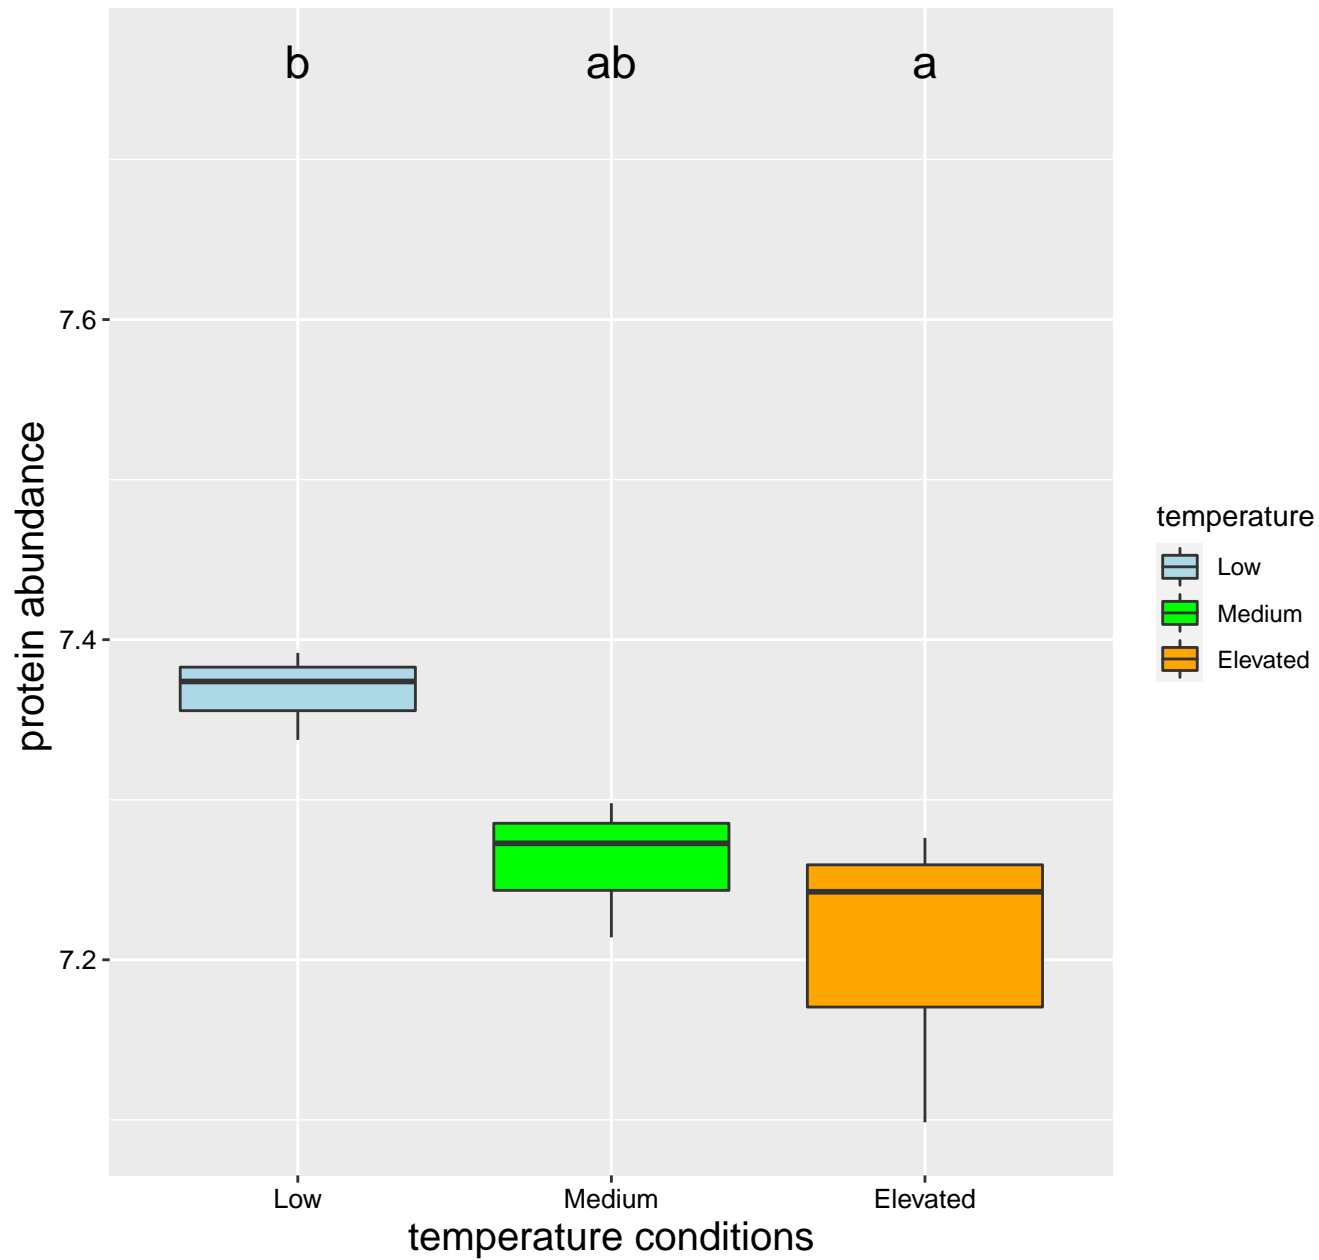 b ab a
7.6
7.4
7.2
protein abundance
Low Medium Elevated
temperature conditions
temperature
Low
Medium
Elevated